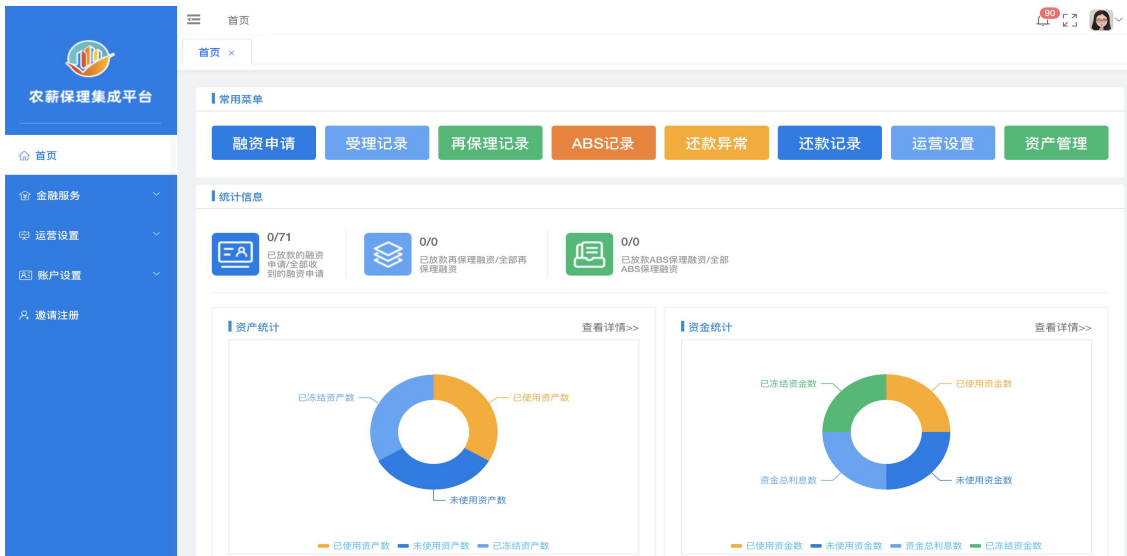 首页
90
首页 ×
农薪保理集成平台
首页
金融服务
运营设置
账户设置
邀请注册
常用菜单
融资申请
受理记录
再保理记录
ABS记录
还款异常
还款记录
运营设置
资产管理
统计信息
0/71
已放款的融资
申请/全部收
到的融资申请
0/0
已放款再保理融资/全部再
保理融资
0/0
已放款ABS保理融资/全部
ABS保理融资
资产统计
查看详情>>
已冻结资产数
已使用资产数
未使用资产数
已使用资产数 未使用资产数 已冻结资产数
资金统计
查看详情>>
已冻结资金数
已使用资金数
资金总利息数
未使用资金数
已使用资金数 未使用资金数 资金总利息数 已冻结资金数